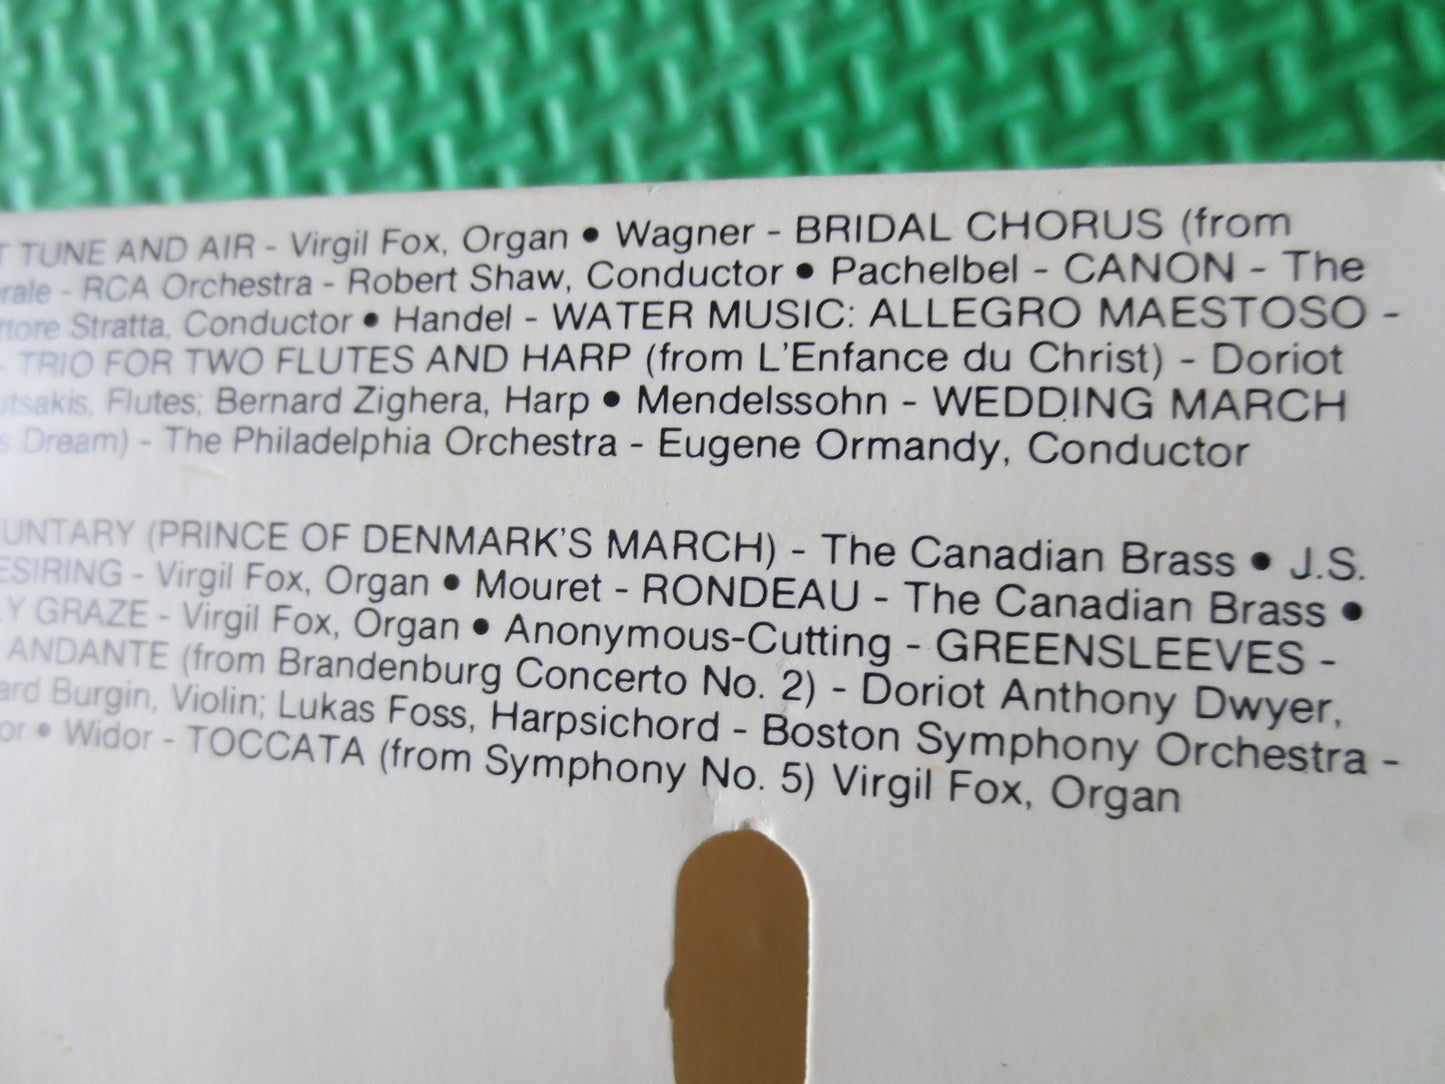 TUNE AND AIR - Virgil Fox, Organ • Wagner - BRIDAL CHORUS (from
rale - RCA Orchestra - Robert Shaw, Conductor • Pachelbel - CANON - The
ttore Stratta, Conductor • Handel - WATER MUSIC: ALLEGRO MAESTOSO -
- TRIO FOR TWO FLUTES AND HARP (from L'Enfance du Christ) - Doriot
utsakis, Flutes; Bernard Zighera, Harp • Mendelssohn - WEDDING MARCH
s Dream) - The Philadelphia Orchestra - Eugene Ormandy, Conductor
UNTARY (PRINCE OF DENMARK'S MARCH) - The Canadian Brass • J.S.
ESIRING - Virgil Fox, Organ • Mouret - RONDEAU - The Canadian Brass •
LY GRAZE - Virgil Fox, Organ • Anonymous-Cutting - GREENSLEEVES -
ANDANTE (from Brandenburg Concerto No. 2) - Doriot Anthony Dwyer,
ard Burgin, Violin; Lukas Foss, Harpsichord - Boston Symphony Orchestra -
or • Widor - TOCCATA (from Symphony No. 5) Virgil Fox, Organ